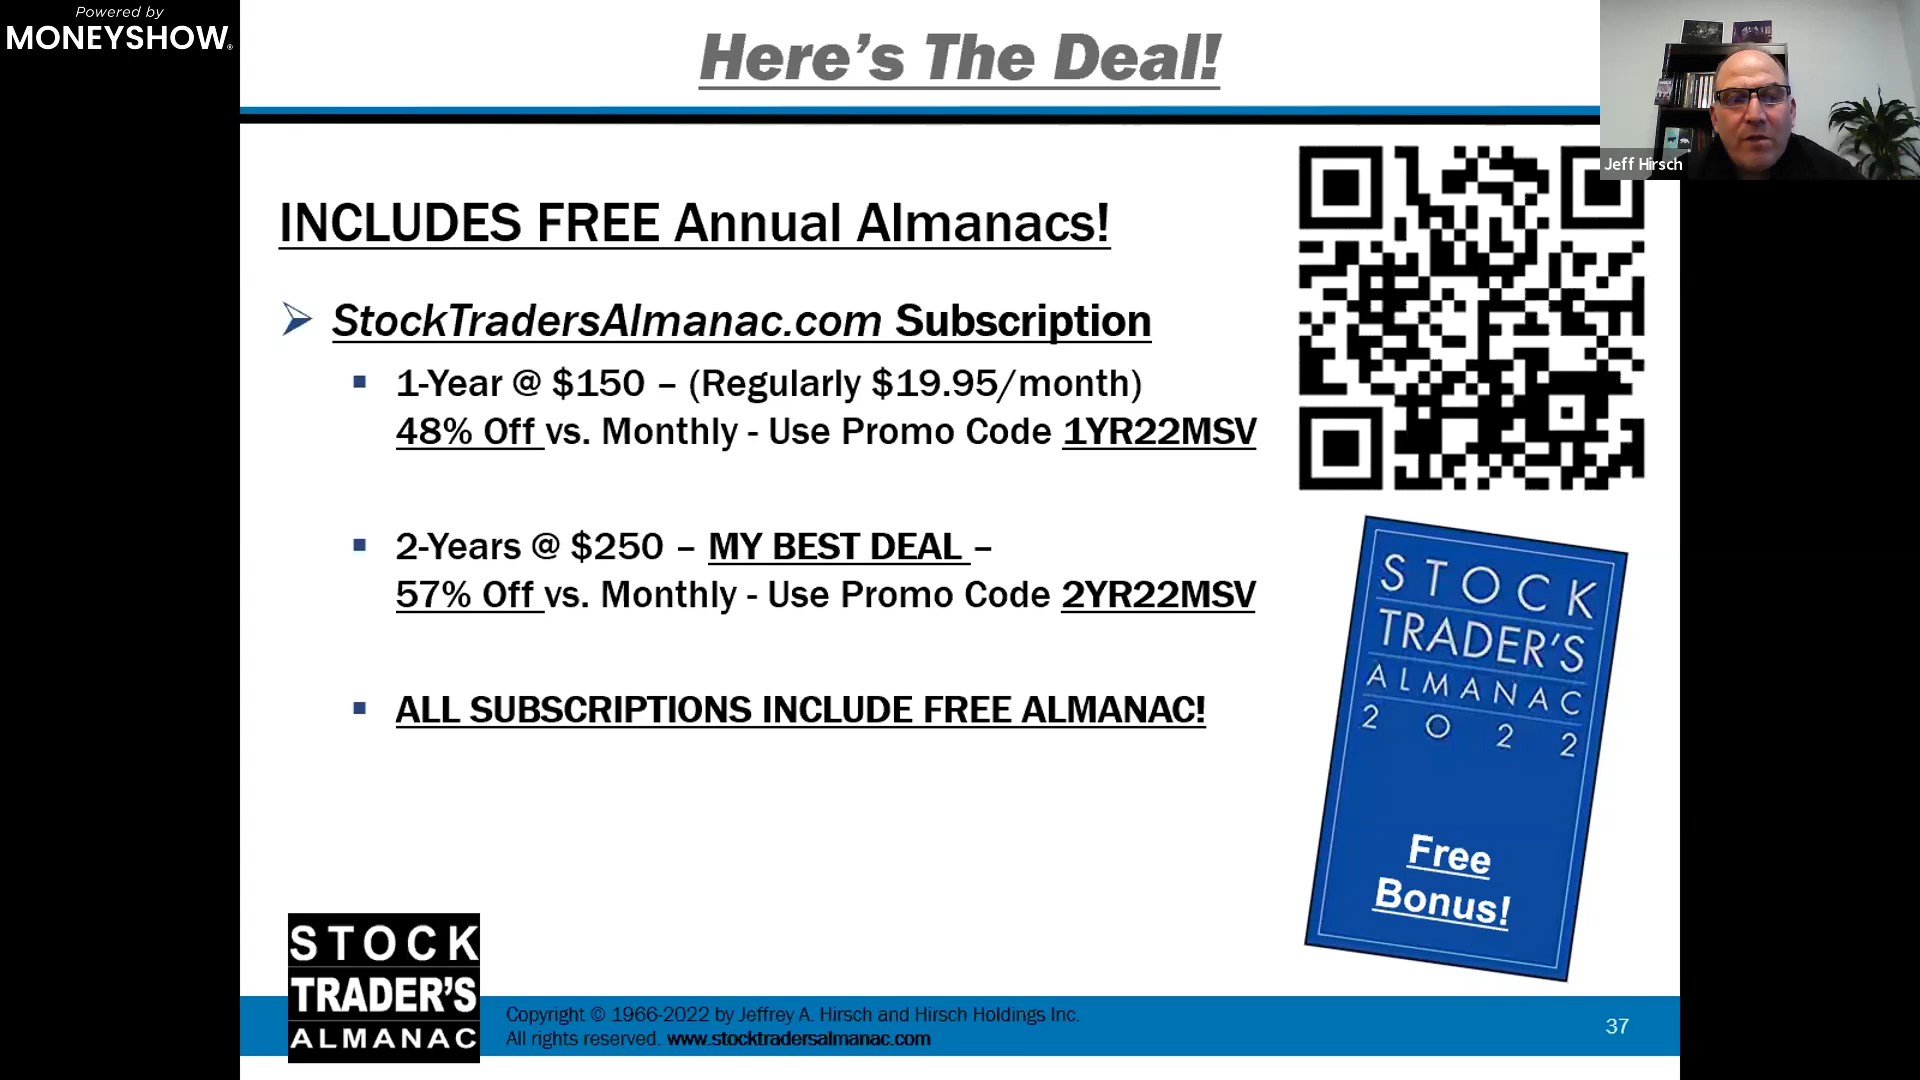 Powered by
MONEYSHOW®
Here's The Deal!
Jeff Hirsch
INCLUDES FREE Annual Almanacs!
StockTradersAlmanac.com Subscription
1-Year @ $150 – (Regularly $19.95/month)
48% Off vs. Monthly - Use Promo Code 1YR22MSV
2-Years @ $250 – MY BEST DEAL –
57% Off vs. Monthly - Use Promo Code 2YR22MSV
ALL SUBSCRIPTIONS INCLUDE FREE ALMANAC!
STOCK
TRADER'S
ALMANAC
2022
Free
Bonus!
STOCK
TRADER'S
ALMANAC
Copyright © 1966-2022 by Jeffrey A. Hirsch and Hirsch Holdings Inc.
All rights reserved. www.stocktradersalmanac.com
37